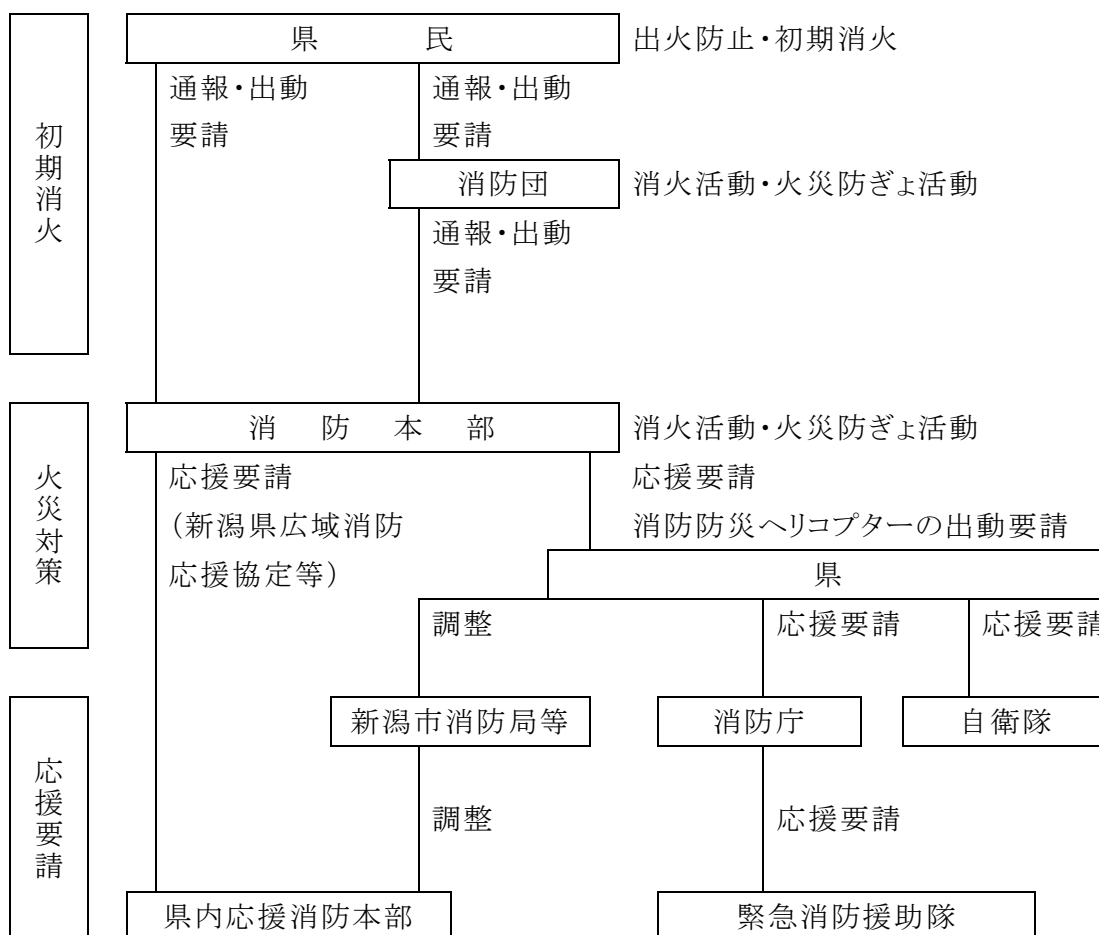 初期消火
県 民
出火防止・初期消火
通報・出動
要請
通報・出動
要請
消防団
消火活動・火災防ぎょ活動
通報・出動
要請
火災対策
消 防 本 部
消火活動・火災防ぎょ活動
応援要請
(新潟県広域消防
応援協定等)
応援要請
消防防災ヘリコプターの出動要請
県
調整
応援要請
応援要請
応援要請
新潟市消防局等
消防庁
自衛隊
調整
応援要請
県内応援消防本部
緊急消防援助隊